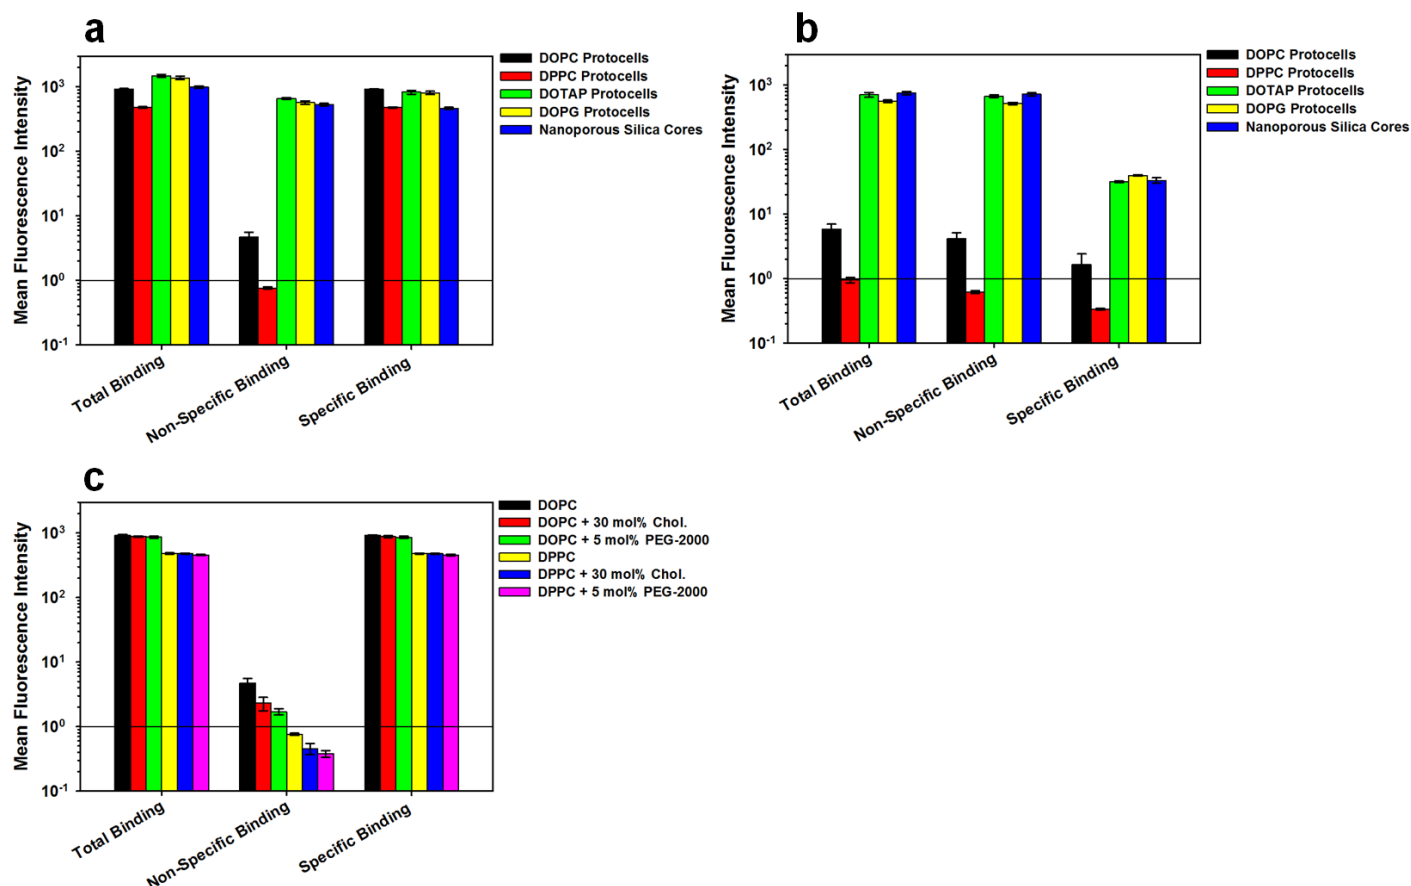 a
Mean Fluorescence Intensity
10³
10²
10¹
10⁰
10⁻¹
Total Binding
Non-Specific Binding
Specific Binding
DOPC Protocells
DPPC Protocells
DOTAP Protocells
DOPG Protocells
Nanoporous Silica Cores
b
Mean Fluorescence Intensity
10³
10²
10¹
10⁰
10⁻¹
Total Binding
Non-Specific Binding
Specific Binding
DOPC Protocells
DPPC Protocells
DOTAP Protocells
DOPG Protocells
Nanoporous Silica Cores
c
Mean Fluorescence Intensity
10³
10²
10¹
10⁰
10⁻¹
Total Binding
Non-Specific Binding
Specific Binding
DOPC
DOPC + 30 mol% Chol.
DOPC + 5 mol% PEG-2000
DPPC
DPPC + 30 mol% Chol.
DPPC + 5 mol% PEG-2000